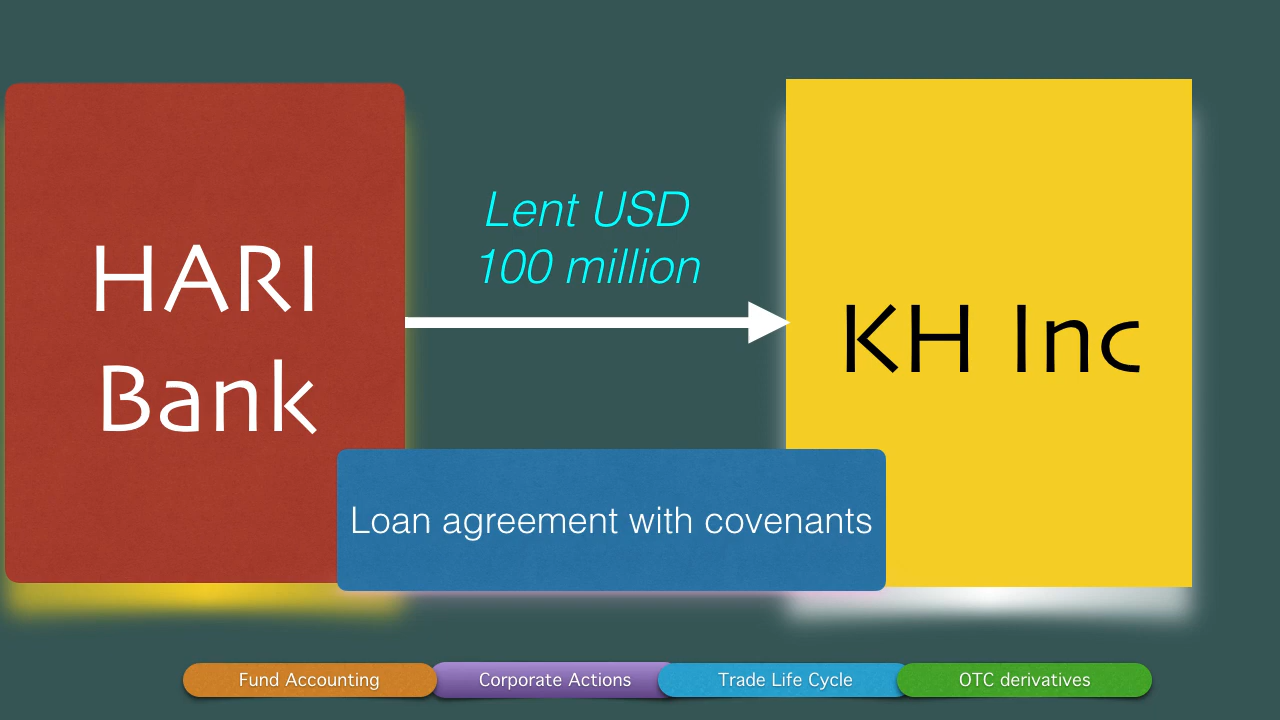 HARI
Bank
Lent USD
100 million
KH Inc
Loan agreement with covenants
Fund Accounting
Corporate Actions
Trade Life Cycle
OTC derivatives